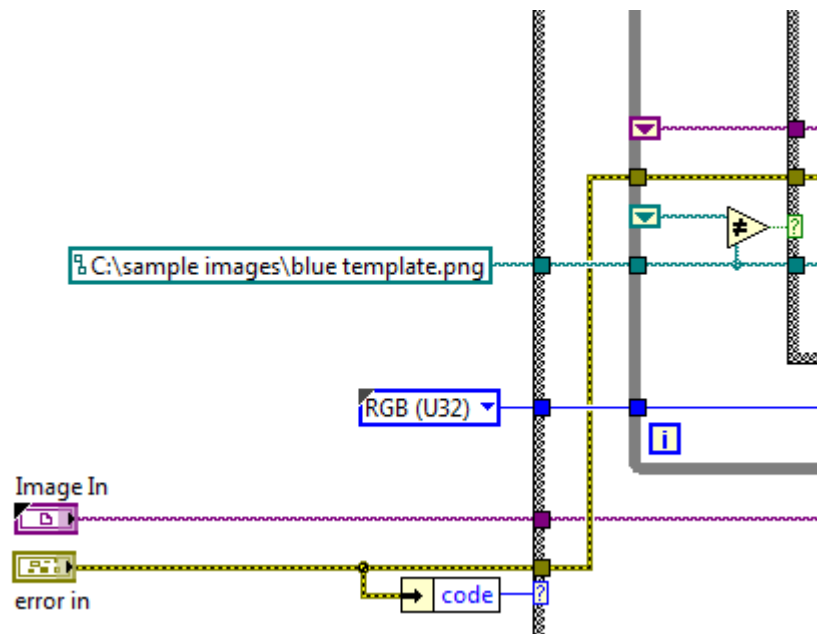 ≠
?
C:\sample images\blue template.png
RGB (U32)
i
Image In
error in
code
?